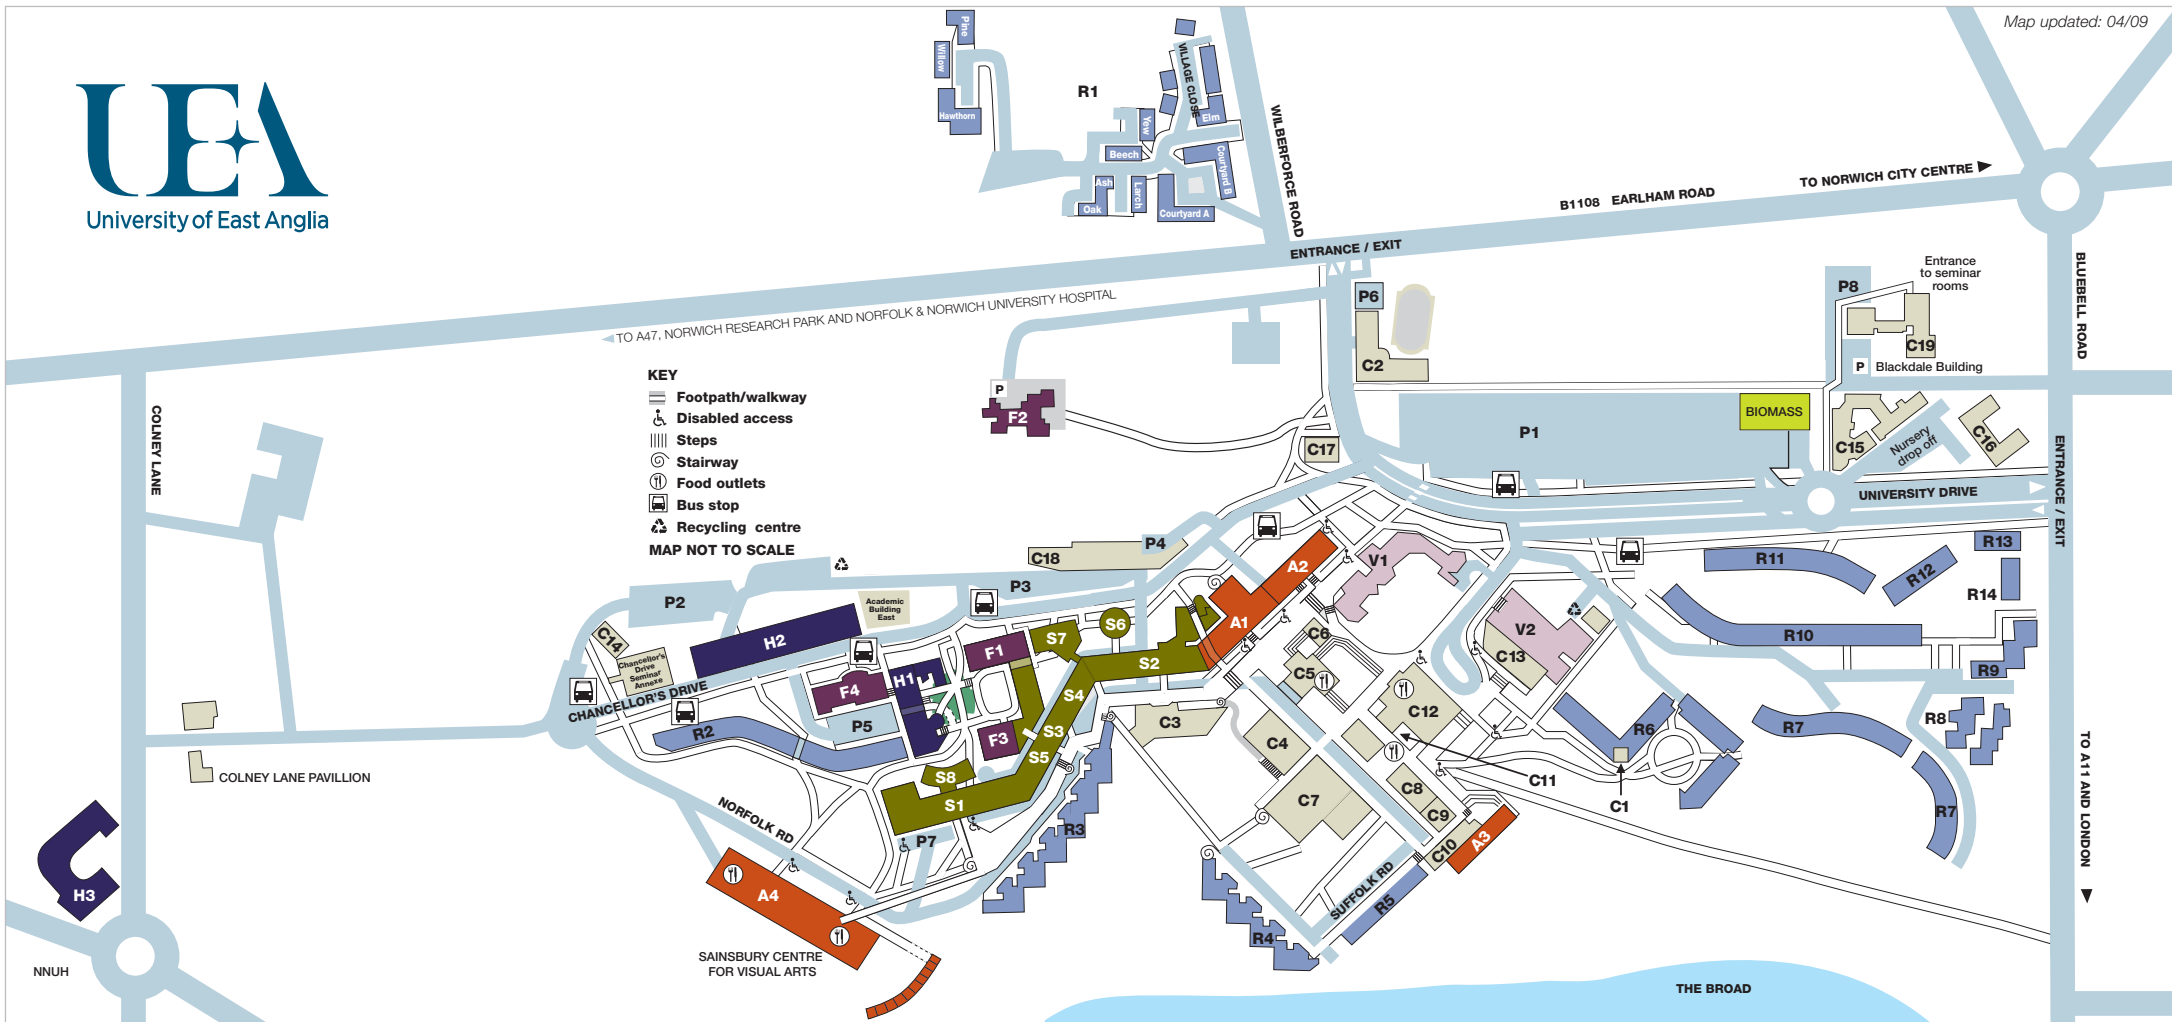 Map updated: 04/09
UEA
University of East Anglia
Pine
Willow
Hawthorn
R1
VILLAGE CLOSE
Elm
Yew
Beech
Ash
Oak
Larch
Courtyard A
Courtyard B
WILBERFORCE ROAD
ENTRANCE / EXIT
B1108 EARLHAM ROAD
TO NORWICH CITY CENTRE
BLUEBELL ROAD
TO A47, NORWICH RESEARCH PARK AND NORFOLK & NORWICH UNIVERSITY HOSPITAL
Entrance
to seminar
rooms
P8
C19
P
Blackdale Building
P6
C2
KEY
Footpath/walkway
Disabled access
Steps
Stairway
Food outlets
Bus stop
Recycling centre
MAP NOT TO SCALE
COLNEY LANE
P
F2
C17
P1
BIOMASS
C15
Nursery
drop off
C16
UNIVERSITY DRIVE
ENTRANCE / EXIT
C18
P4
P3
P2
Academic
Building
East
H2
C14
Chancellor's
Drive
Seminar
Annexe
CHANCELLOR'S DRIVE
F4
H1
P5
R2
F1
F3
S7
S6
S2
S4
S3
S5
S8
S1
P7
R3
A1
A2
V1
V2
C13
C6
C5
C12
C3
C4
C7
C8
C9
C10
A3
C11
C1
R6
R11
R12
R13
R14
R10
R9
R8
R7
R7
TO A11 AND LONDON
COLNEY LANE PAVILLION
NORFOLK RD
H3
NNUH
A4
SAINSBURY CENTRE
FOR VISUAL ARTS
SUFFOLK RD
R5
R4
THE BROAD